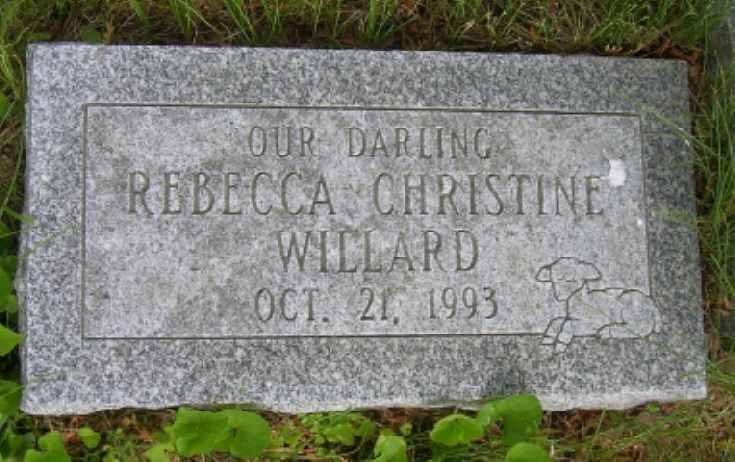 OUR DARLING
REBECCA CHRISTINE
WILLARD
OCT. 21, 1993